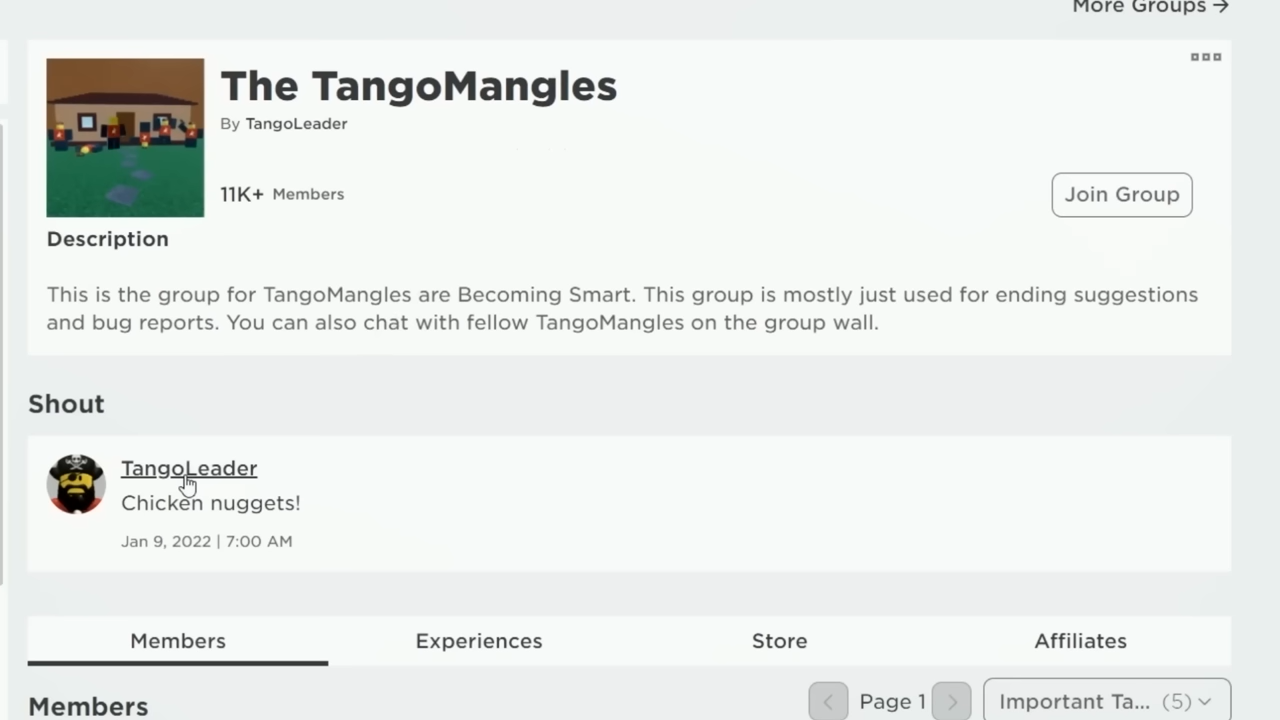 More Groups →
The TangoMangles
By TangoLeader
11K+ Members
Join Group
Description
This is the group for TangoMangles are Becoming Smart. This group is mostly just used for ending suggestions
and bug reports. You can also chat with fellow TangoMangles on the group wall.
Shout
TangoLeader
Chicken nuggets!
Jan 9, 2022 | 7:00 AM
Members Experiences Store Affiliates
Members Page 1 Important Ta... (5)